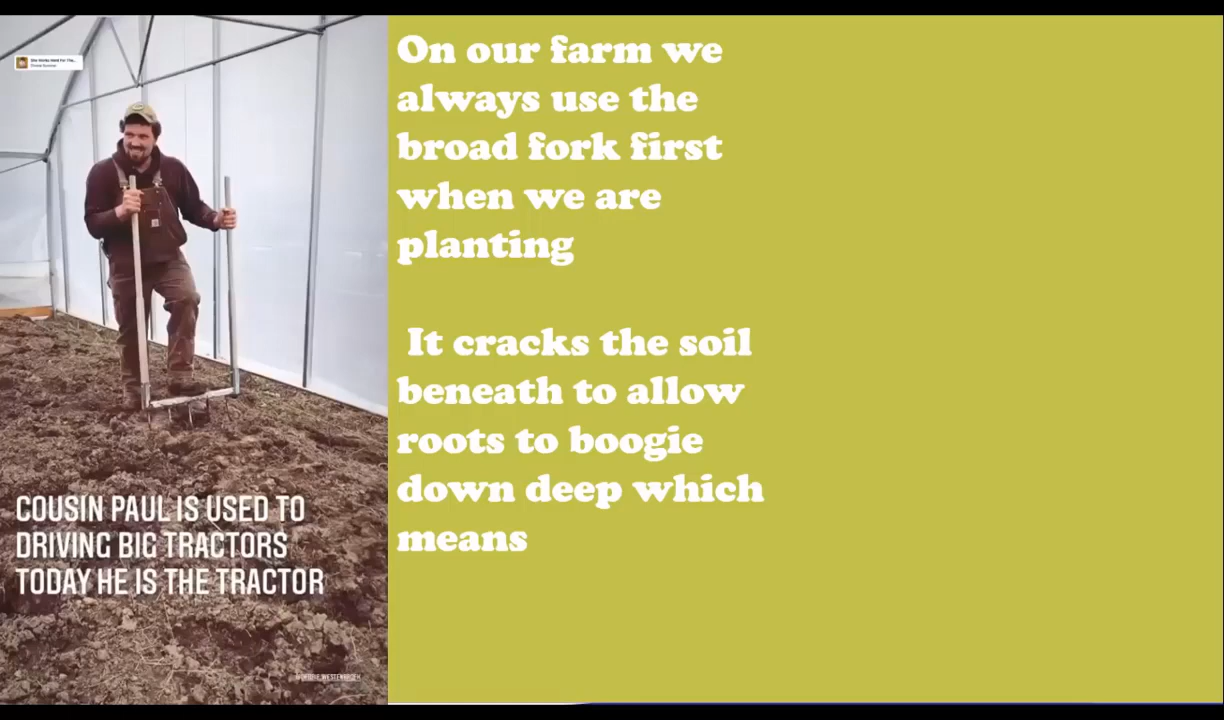 COUSIN PAUL IS USED TO
DRIVING BIG TRACTORS
TODAY HE IS THE TRACTOR
On our farm we
always use the
broad fork first
when we are
planting
It cracks the soil
beneath to allow
roots to boogie
down deep which
means